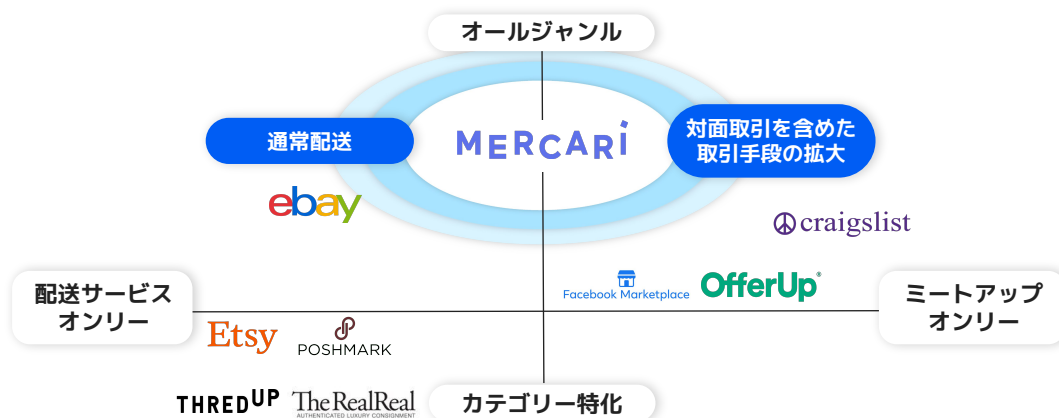 オールジャンル
通常配送
MERCARI
対面取引を含めた
取引手段の拡大
ebay
craigslist
配送サービス
オンリー
Facebook Marketplace
OfferUp
ミートアップ
オンリー
Etsy
POSHMARK
THREDUP
The RealReal
AUTHENTICATED LUXURY CONSIGNMENT
カテゴリー特化